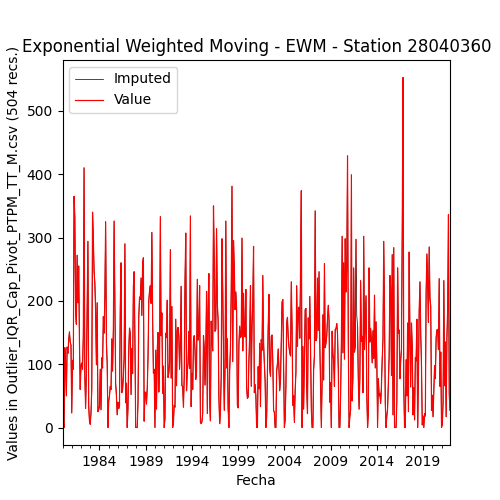 Exponential Weighted Moving - EWM - Station 28040360
Imputed
Value
Values in Outlier_IQR_Cap_Pivot_PTPM_TT_M.csv (504 recs.)
500
400
300
200
100
0
1984 1989 1994 1999 2004 2009 2014 2019
Fecha